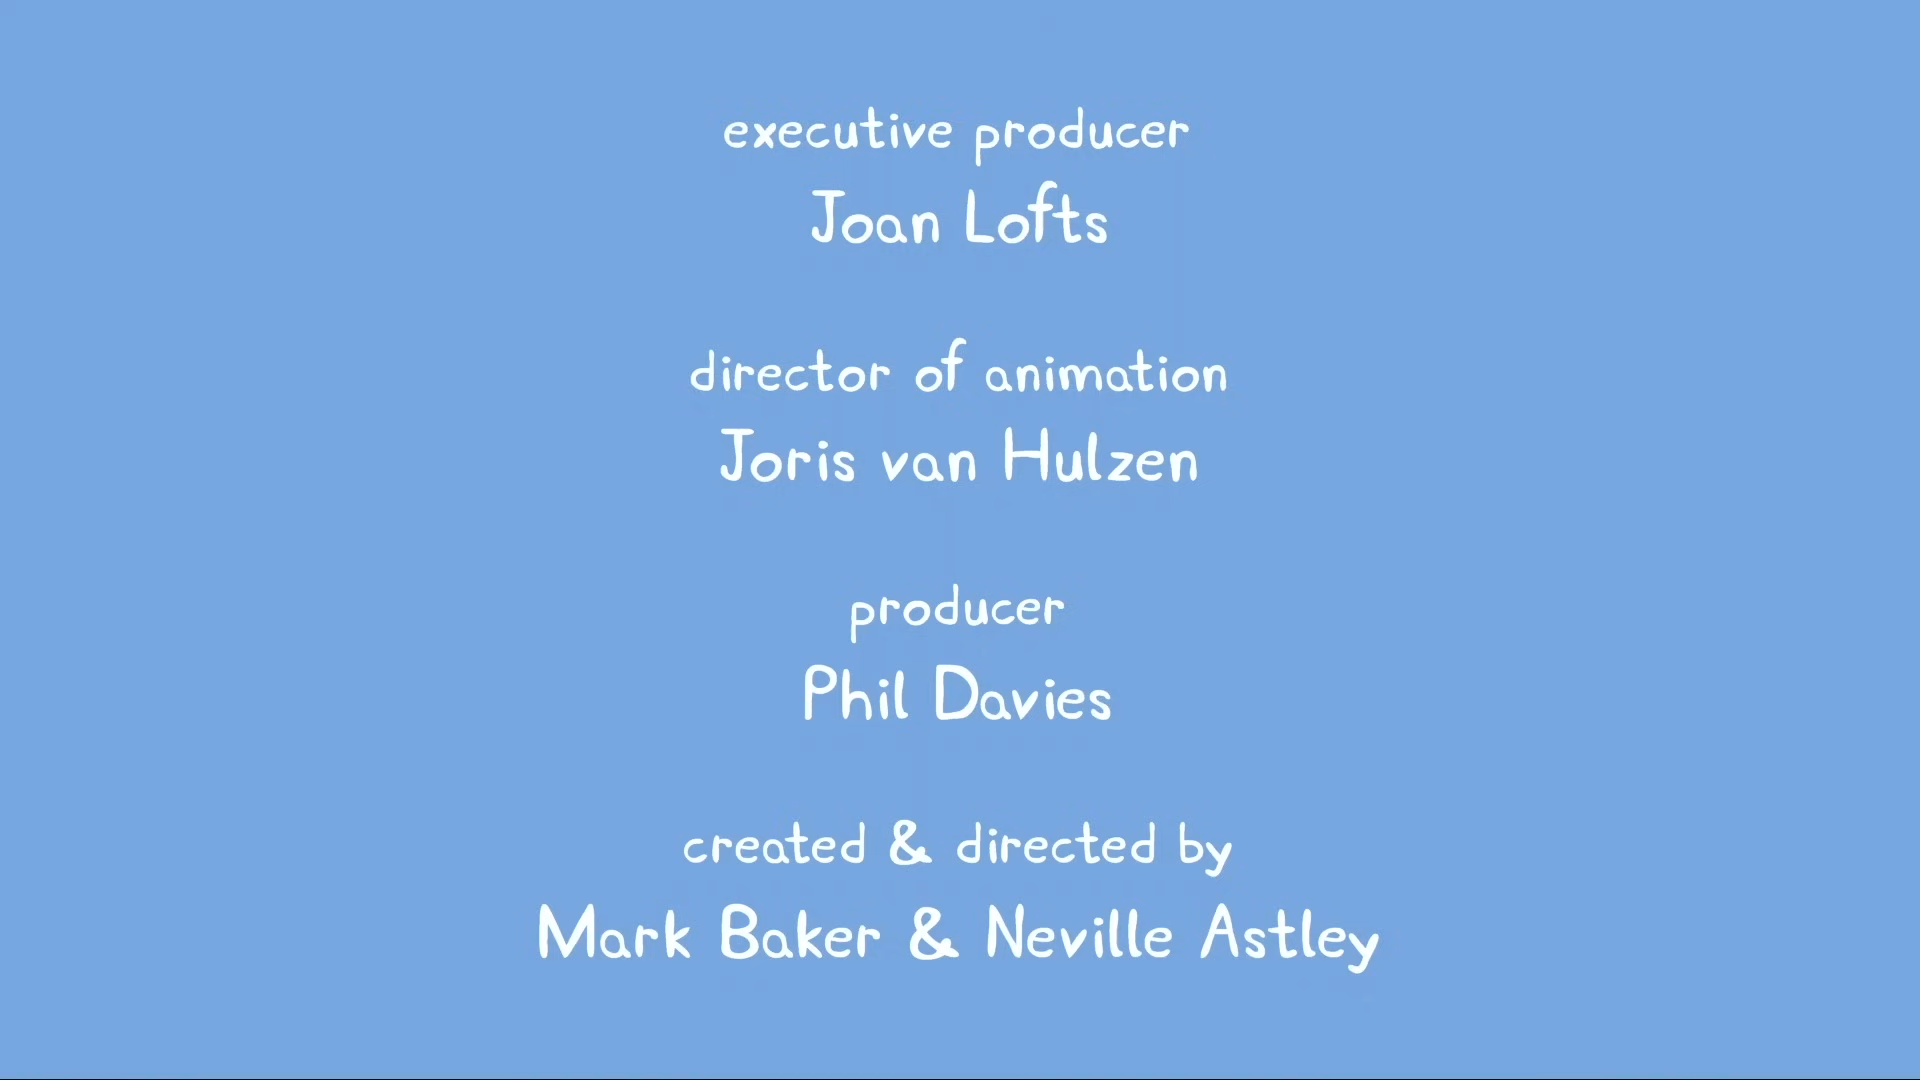 executive producer
Joan Lofts
director of animation
Joris van Hulzen
producer
Phil Davies
created & directed by
Mark Baker & Neville Astley